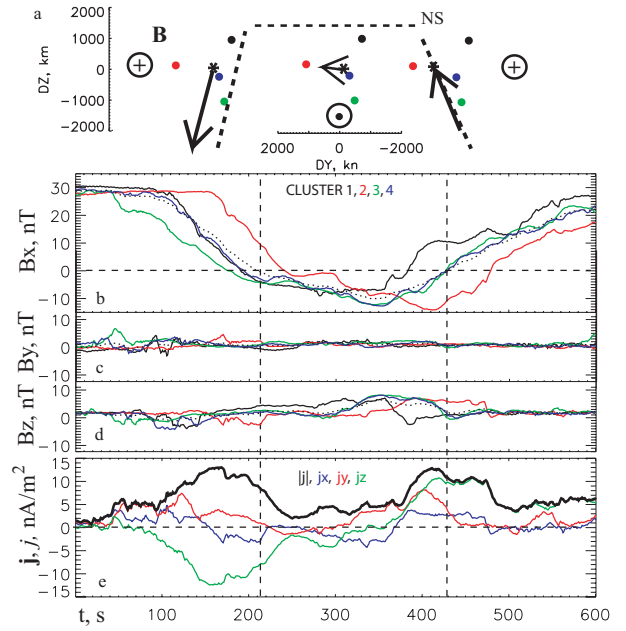 a
B
NS
DZ, km
2000
1000
0
−1000
−2000
2000
0
−2000
DY, kn
CLUSTER 1, 2, 3, 4
Bx, nT
30
20
10
0
−10
b
By, nT
10
0
−10
c
Bz, nT
10
0
−10
d
|j|, jx, jy, jz
j, j, nA/m²
15
10
5
0
−5
−10
−15
e
t, s
100
200
300
400
500
600